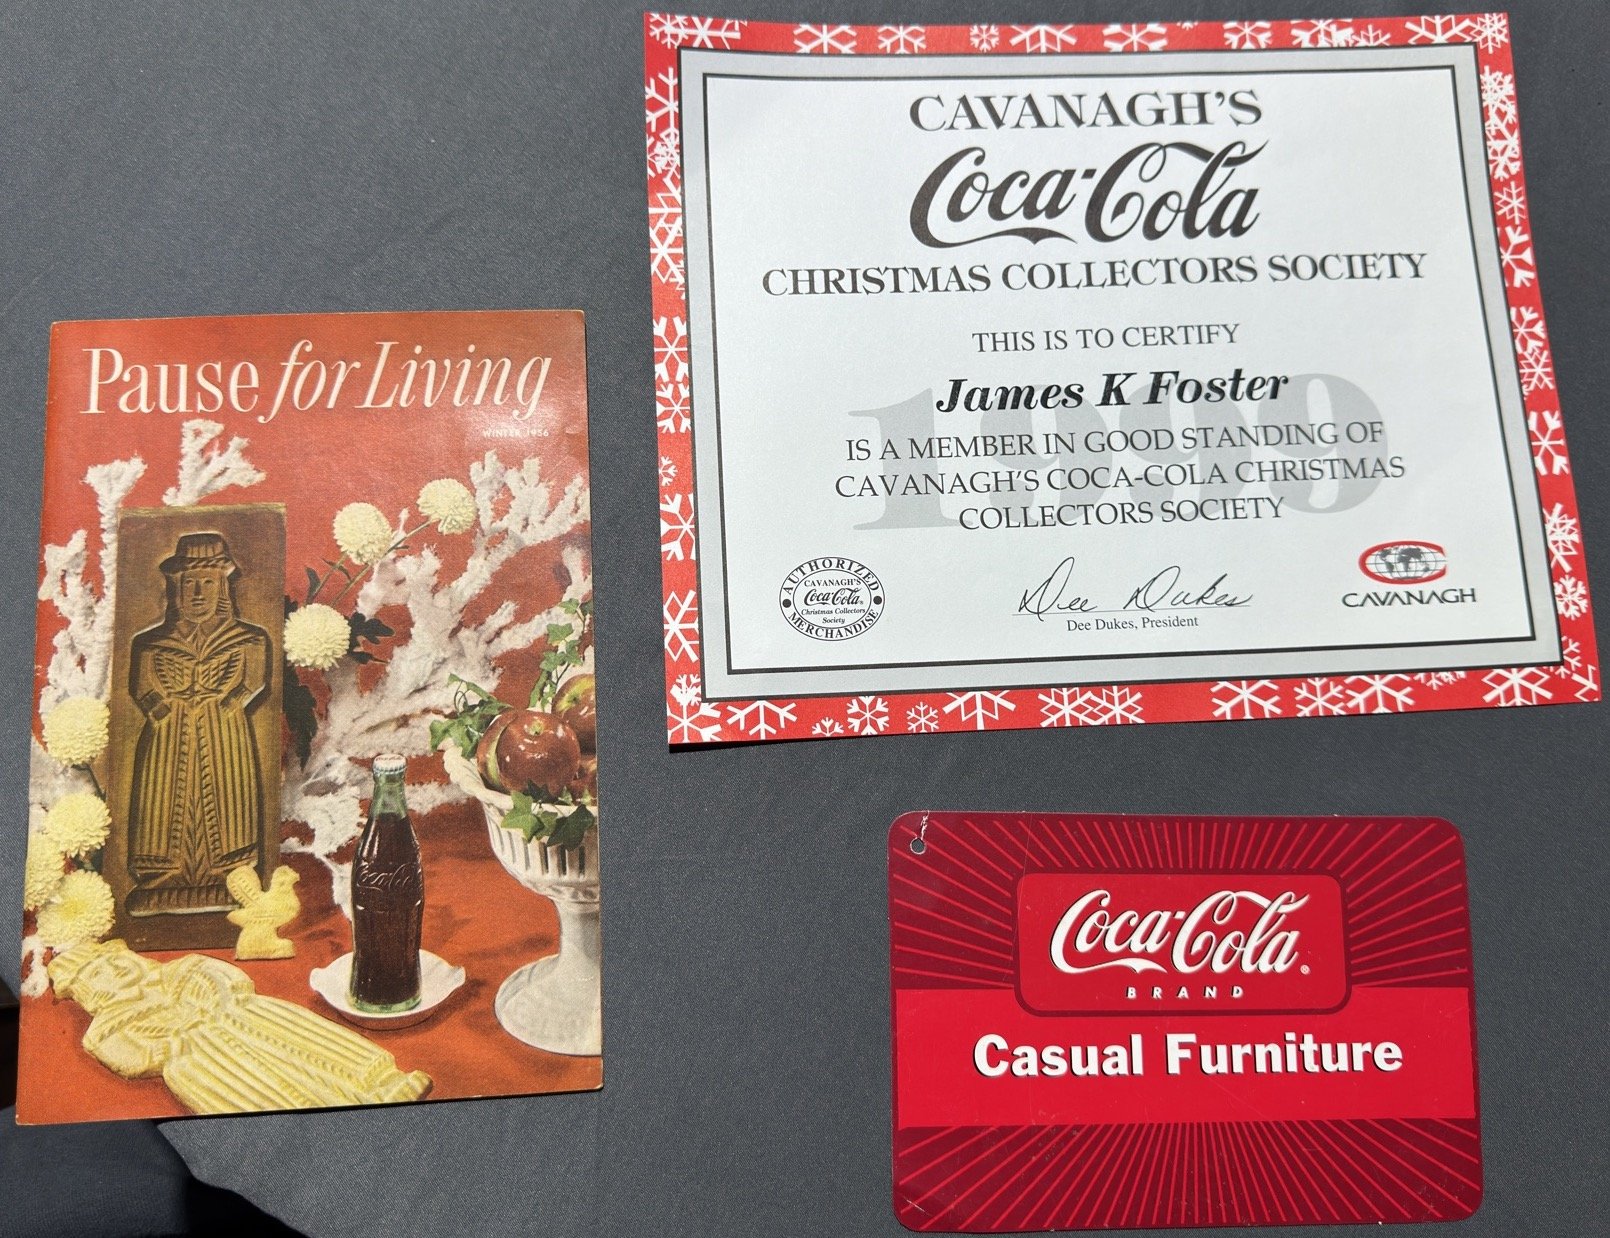 Pause for Living
WINTER 1956
Coca-Cola
CAVANAGH'S
Coca-Cola
CHRISTMAS COLLECTORS SOCIETY
THIS IS TO CERTIFY
1999
James K Foster
IS A MEMBER IN GOOD STANDING OF
CAVANAGH'S COCA-COLA CHRISTMAS
COLLECTORS SOCIETY
AUTHORIZED
CAVANAGH'S
Coca-Cola®
Christmas Collectors
Society
MERCHANDISE
Dee Dukes
Dee Dukes, President
CAVANAGH
Coca-Cola®
BRAND
Casual Furniture